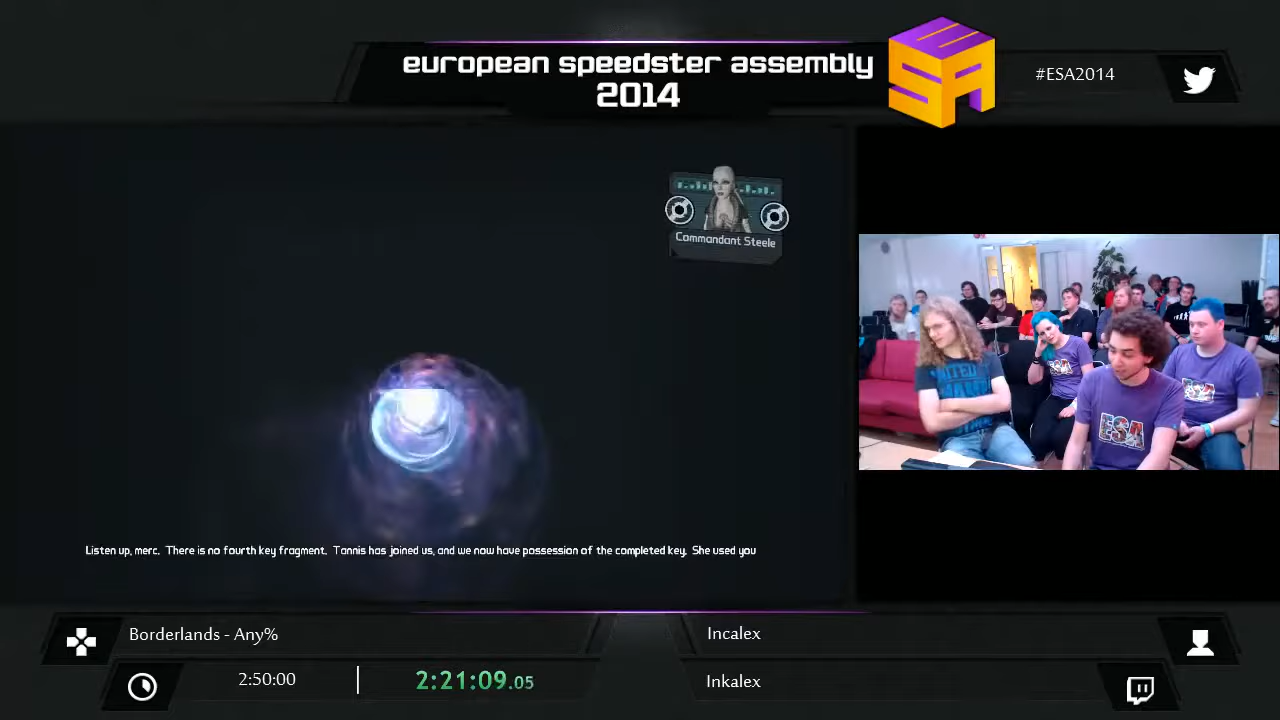 european speedster assembly
2014
#ESA2014
Commandant Steele
ESA
Listen up, merc. There is no fourth key fragment. Tannis has joined us, and we now have possession of the completed key. She used you
Borderlands - Any%
Incalex
2:50:00
2:21:09.05
Inkalex